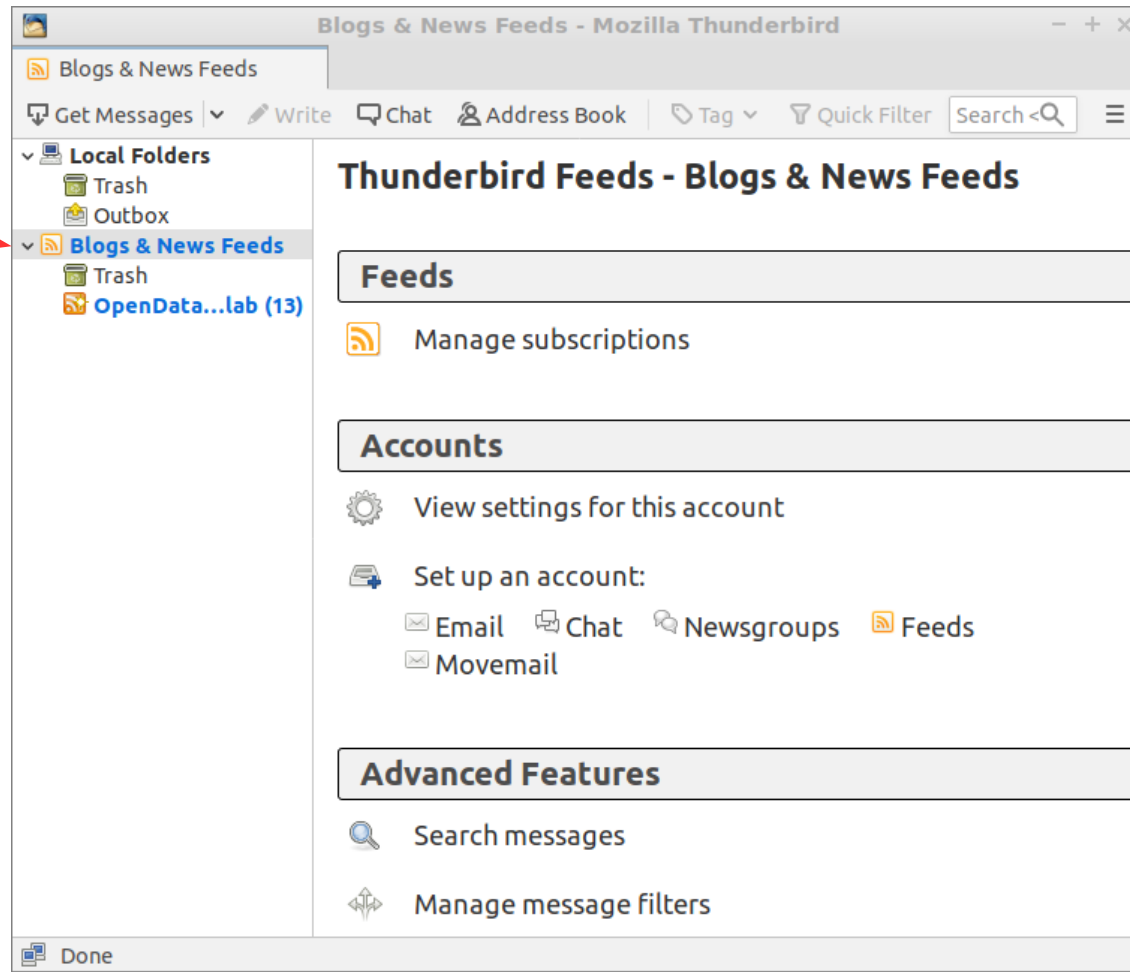 Blogs & News Feeds - Mozilla Thunderbird
Blogs & News Feeds
Get Messages Write Chat Address Book Tag Quick Filter Search <
Local Folders
Trash
Outbox
Blogs & News Feeds
Trash
OpenData...lab (13)
Thunderbird Feeds - Blogs & News Feeds
Feeds
Manage subscriptions
Accounts
View settings for this account
Set up an account:
Email Chat Newsgroups Feeds
Movemail
Advanced Features
Search messages
Manage message filters
Done